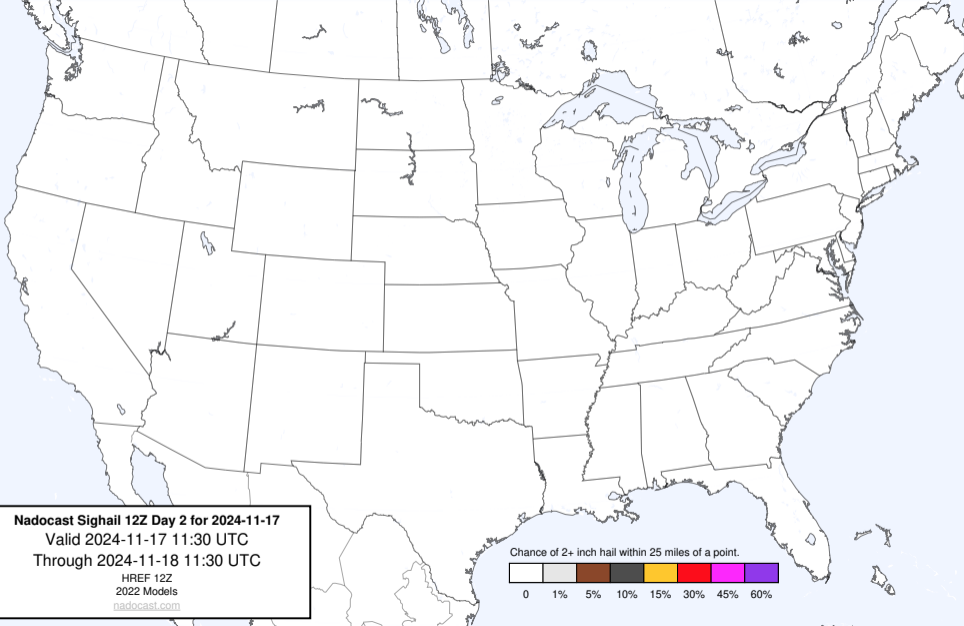 Nadocast Sighail 12Z Day 2 for 2024-11-17
Valid 2024-11-17 11:30 UTC
Through 2024-11-18 11:30 UTC
HREF 12Z
2022 Models
nadocast.com
Chance of 2+ inch hail within 25 miles of a point.
0 1% 5% 10% 15% 30% 45% 60%